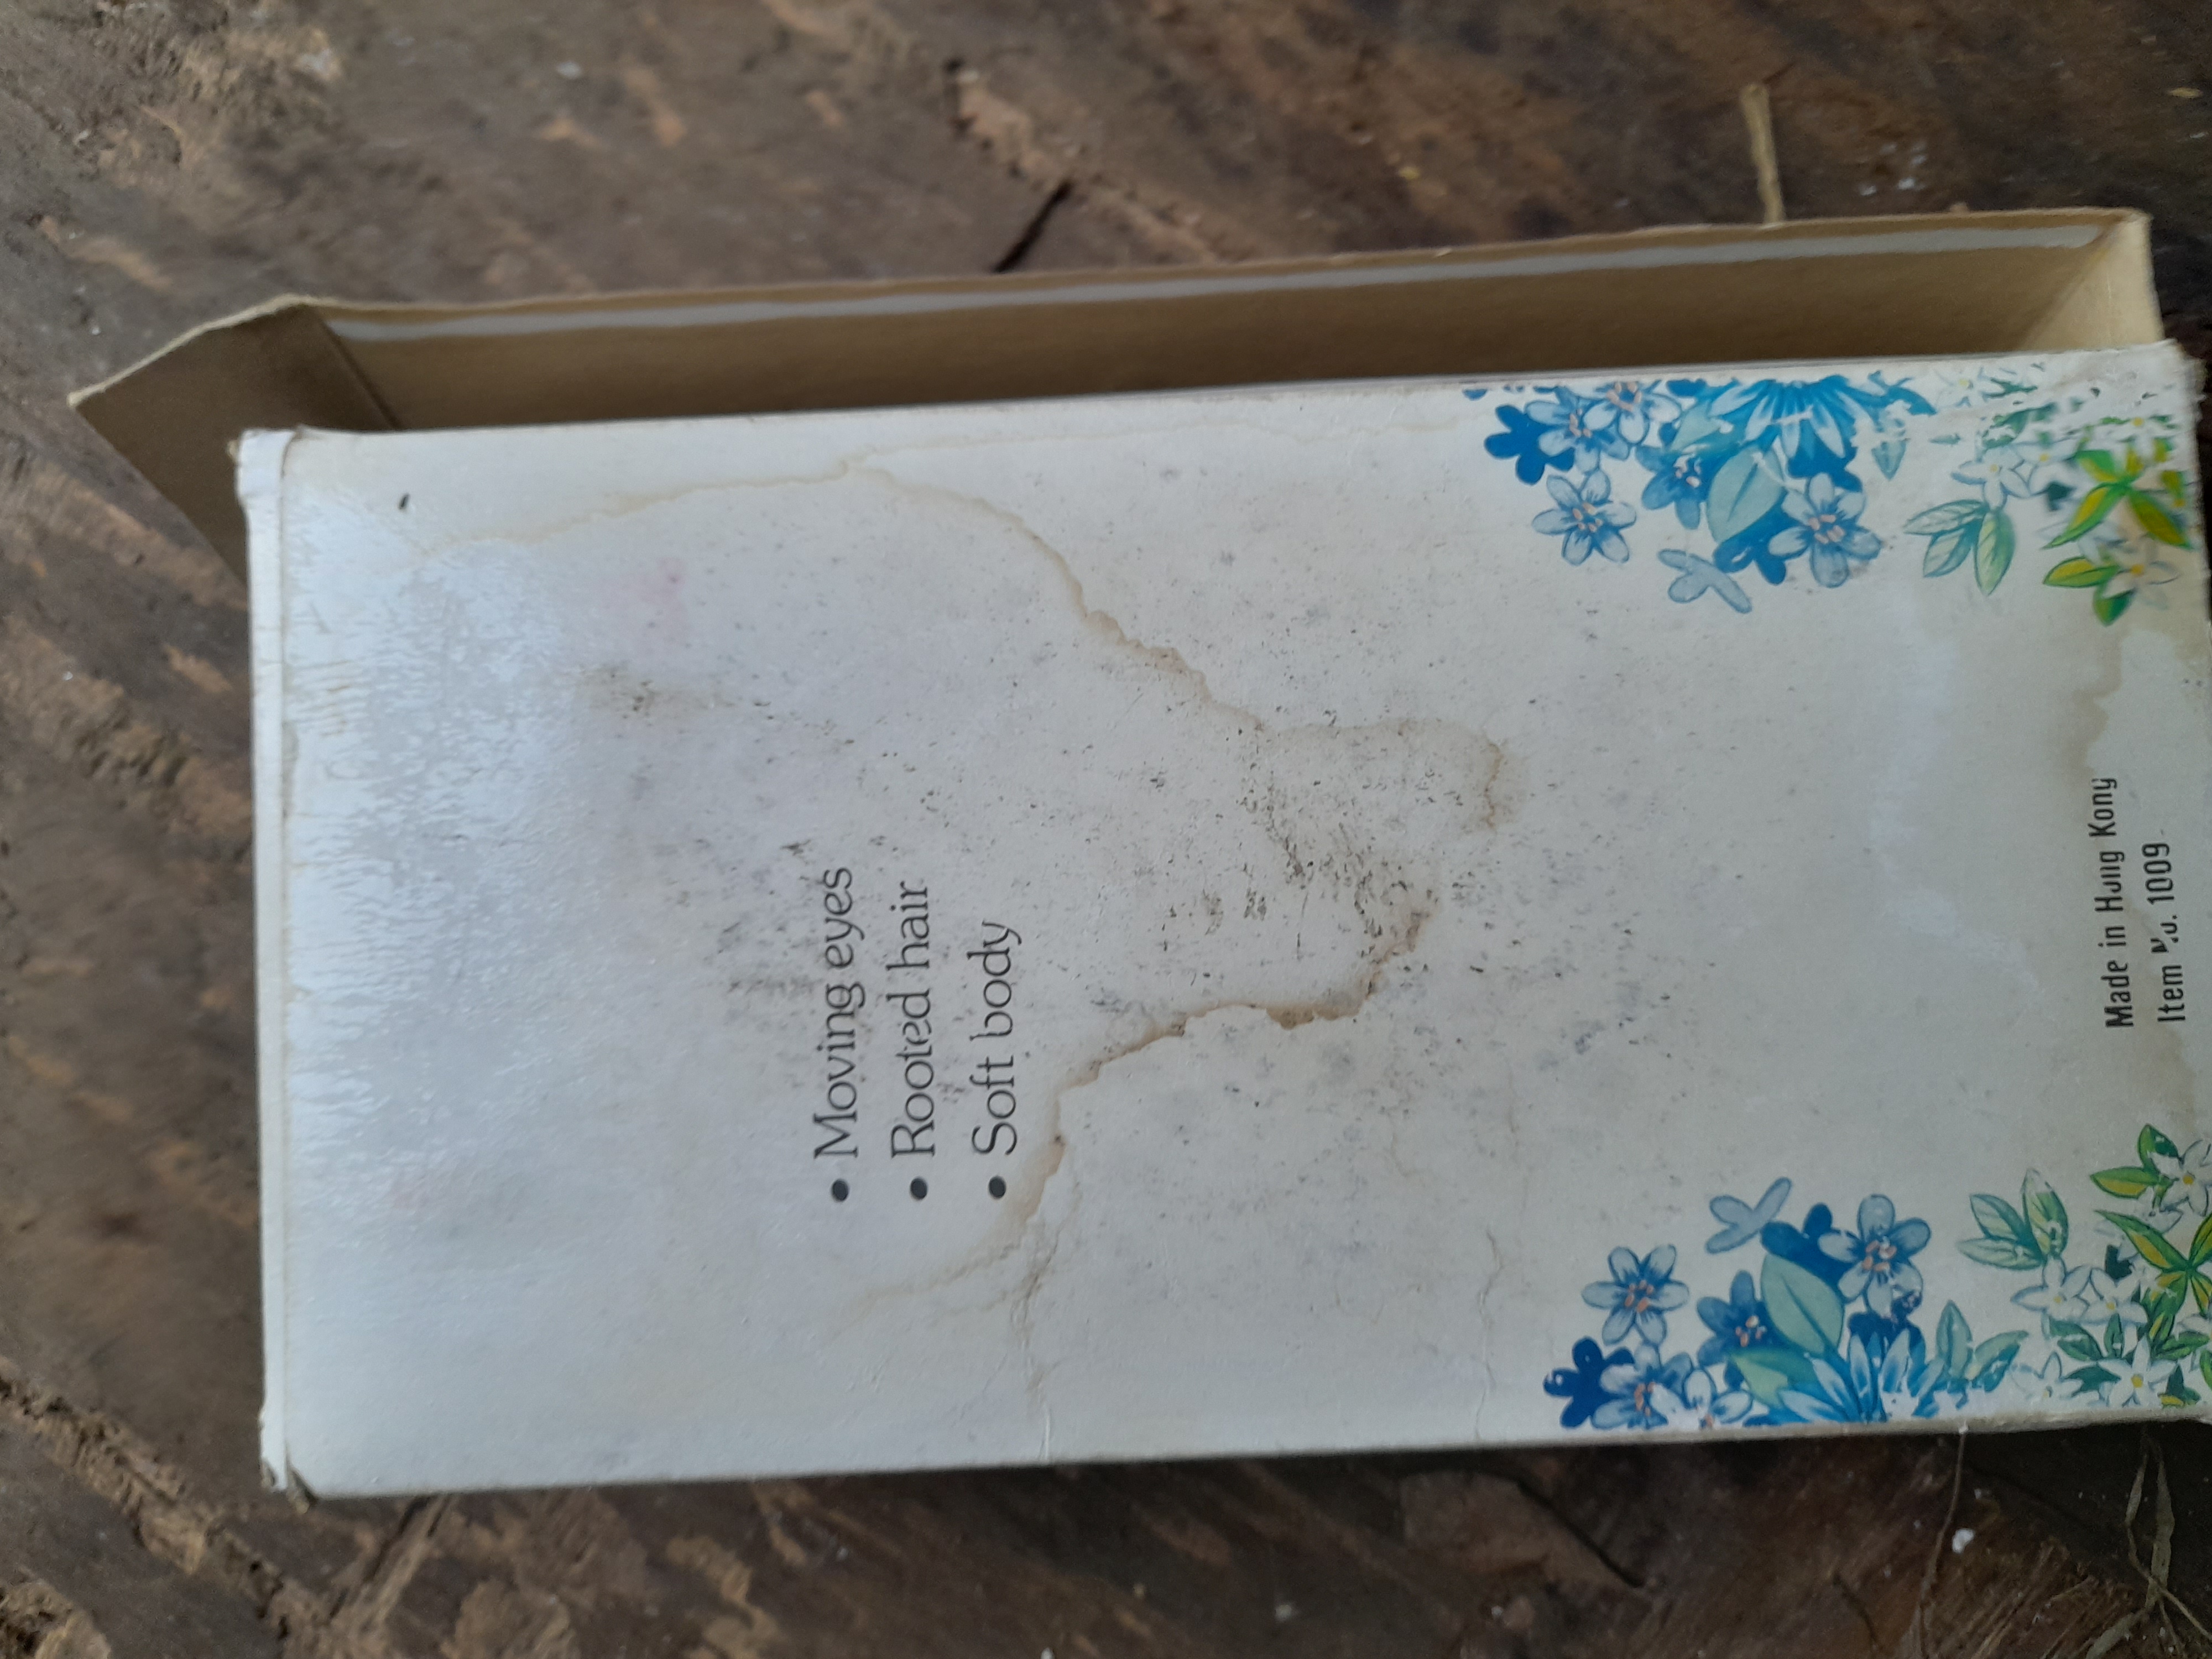 • Moving eyes
• Rooted hair
• Soft body
Made in Hong Kong
Item No. 1009